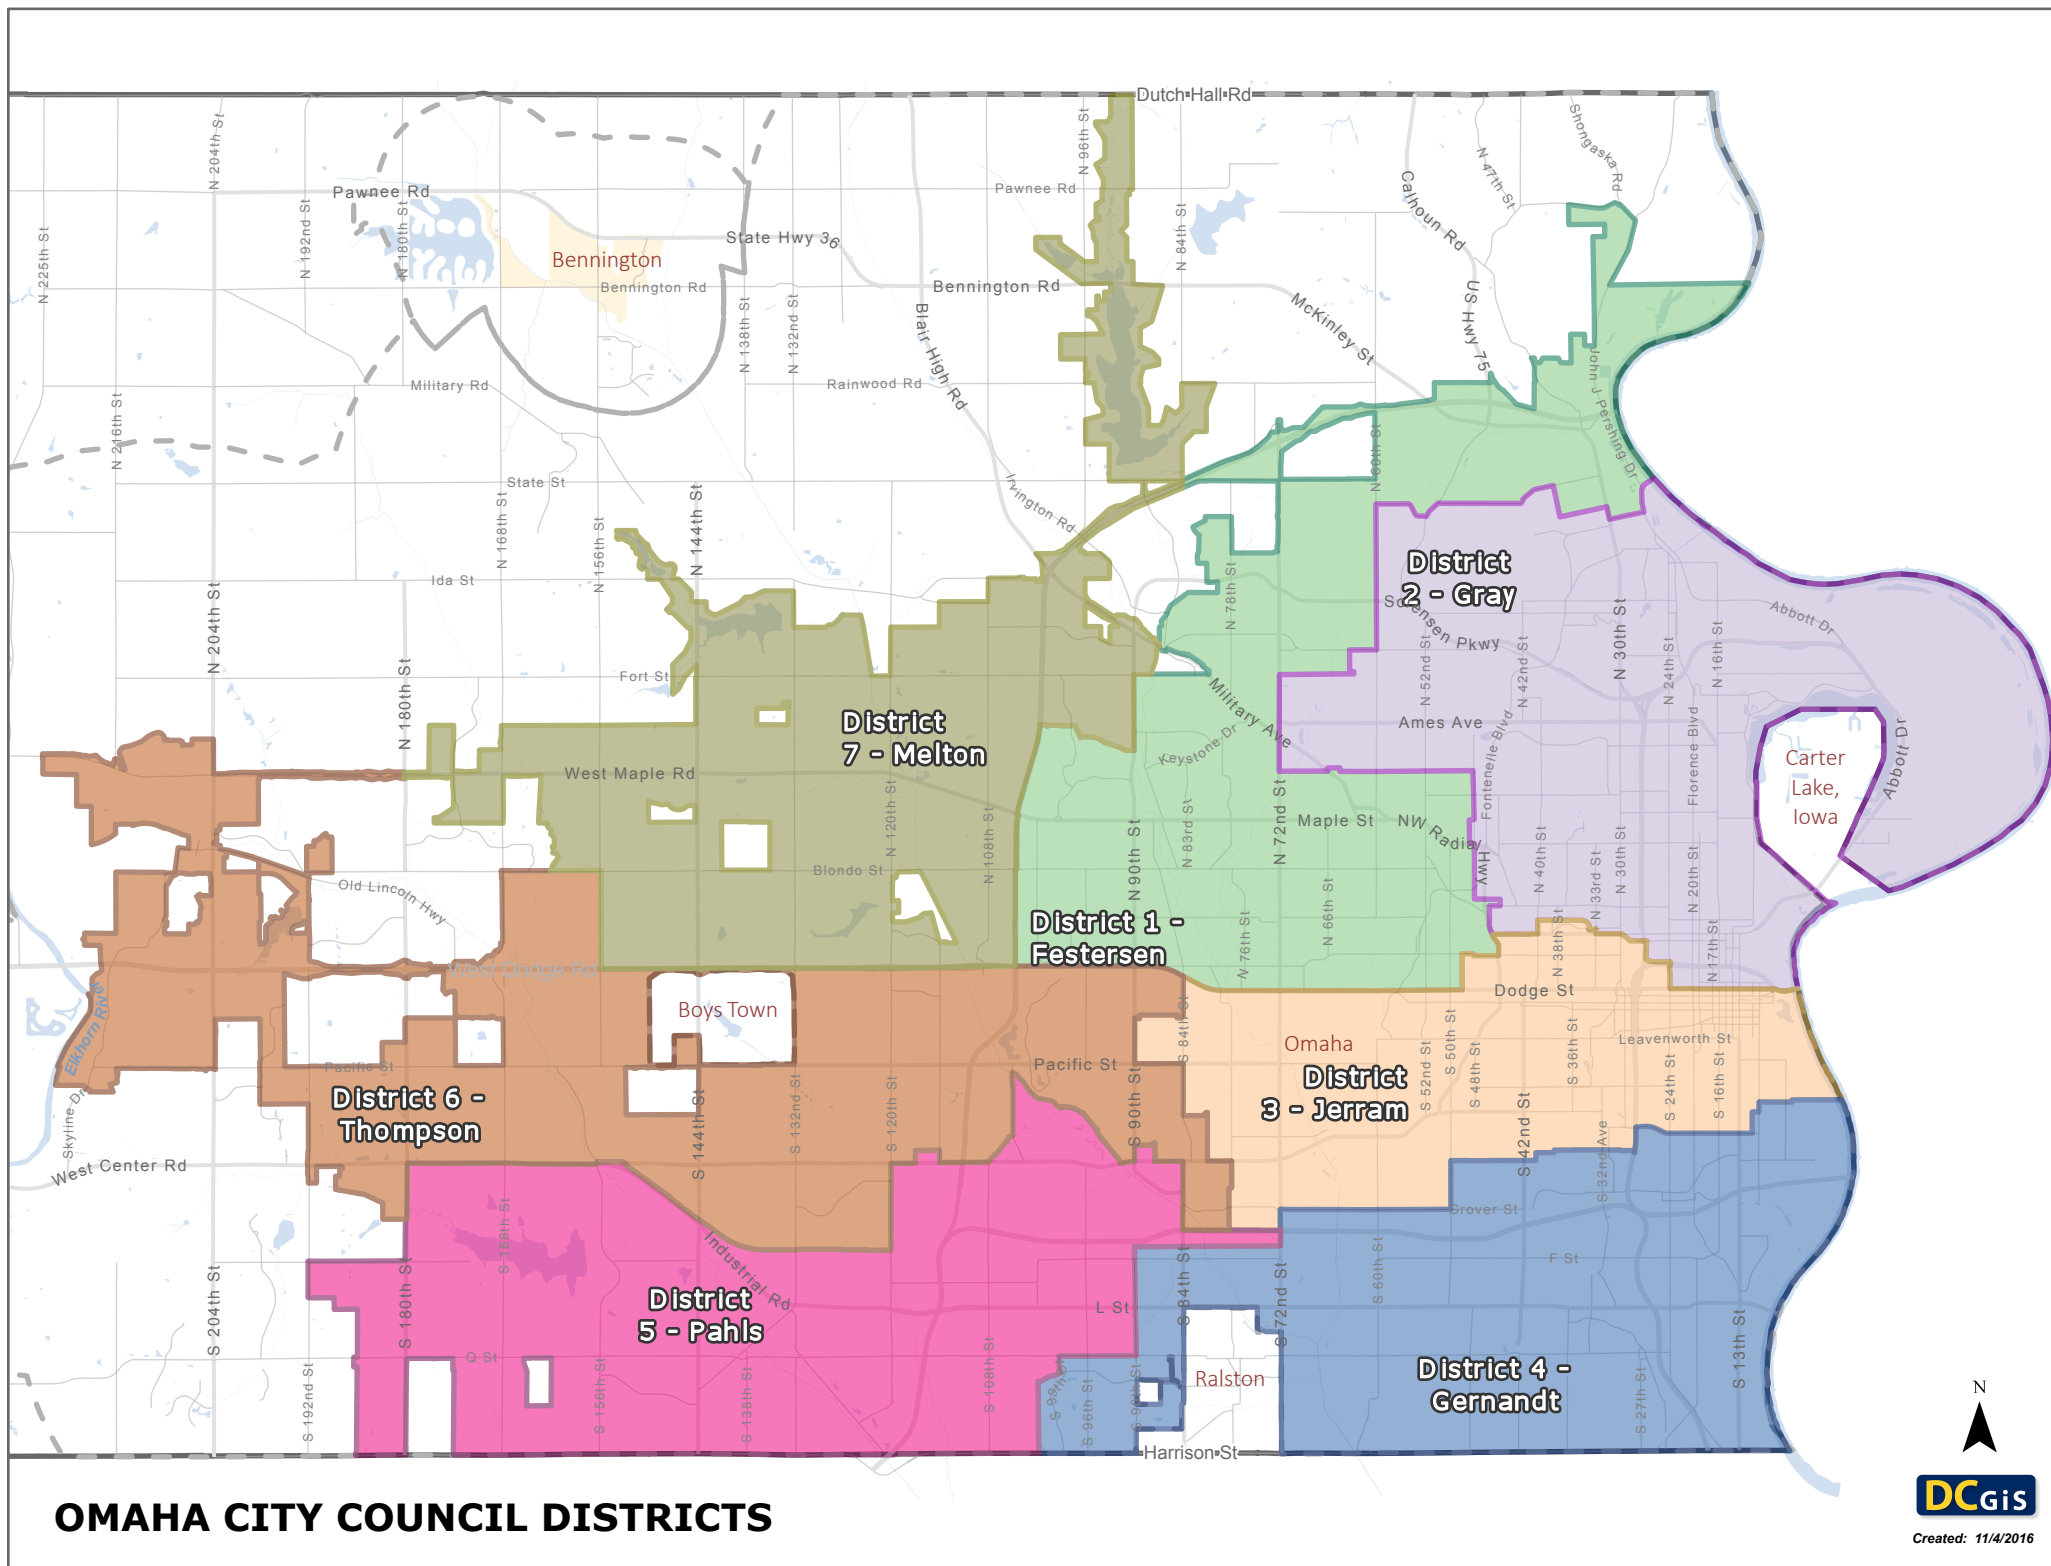 Dutch Hall Rd
N 204th St
N 96th St
Shongaska Rd
N 47th St
Calhoun Rd
Pawnee Rd
Pawnee Rd
N 225th St
N 192nd St
N 180th St
N 84th St
State Hwy 36
Bennington
Bennington Rd
Bennington Rd
N 138th St
N 132nd St
Blair High Rd
McKinley St
US Hwy 75
John J Pershing Dr
Military Rd
Rainwood Rd
N 216th St
N 60th St
State St
Irvington Rd
N 168th St
N 156th St
N 144th St
Ida St
N 204th St
N 180th St
N 78th St
District
2 - Gray
Sorensen Pkwy
N 52nd St
N 42nd St
N 30th St
N 24th St
N 16th St
Abbott Dr
Fort St
Military Ave
Keystone Dr
Ames Ave
Fontenelle Blvd
Florence Blvd
Abbott Dr
District
7 - Melton
West Maple Rd
Carter
Lake,
Iowa
N 120th St
N 108th St
N 90th St
N 83rd St
N 72nd St
Maple St
NW Radial Hwy
N 40th St
N 33rd St
N 30th St
N 20th St
Blondo St
Old Lincoln Hwy
N 76th St
N 66th St
N 38th St
N 17th St
District 1 -
Festersen
West Dodge Rd
Dodge St
Elkhorn River
Boys Town
Omaha
S 84th St
Leavenworth St
Pacific St
Pacific St
District
3 - Jerram
S 52nd St
S 50th St
S 48th St
S 42nd St
S 36th St
S 32nd Ave
S 24th St
S 16th St
District 6 -
Thompson
Skyline Dr
West Center Rd
S 144th St
S 132nd St
S 120th St
S 90th St
S 204th St
S 180th St
S 168th St
Industrial Rd
Grover St
F St
S 84th St
S 72nd St
S 60th St
L St
District
5 - Pahls
Q St
S 192nd St
S 156th St
S 138th St
S 108th St
S 99th St
S 96th St
S 90th St
Ralston
District 4 -
Gernandt
S 27th St
S 13th St
Harrison St
N
OMAHA CITY COUNCIL DISTRICTS
DCGIS
Created: 11/4/2016